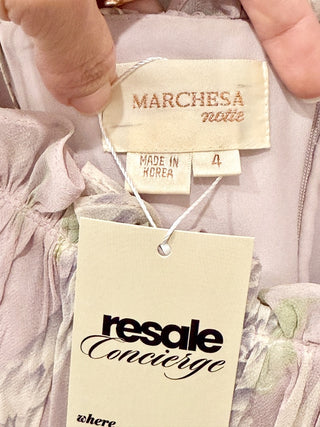 MARCHESA
notte
MADE IN
KOREA
4
resale
Concierge
where